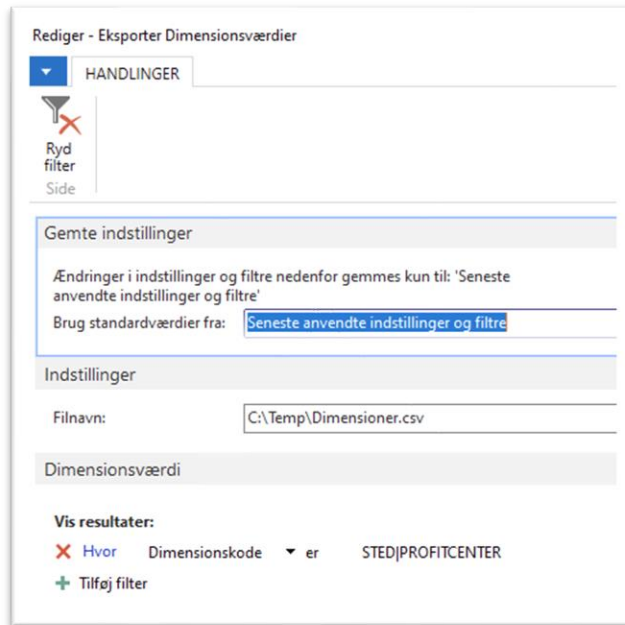 Rediger - Eksporter Dimensionsværdier
HANDLINGER
Ryd
filter
Side
Gemte indstillinger
Ændringer i indstillinger og filtre nedenfor gemmes kun til: 'Seneste
anvendte indstillinger og filtre'
Brug standardværdier fra: Seneste anvendte indstillinger og filtre
Indstillinger
Filnavn: C:\Temp\Dimensioner.csv
Dimensionsværdi
Vis resultater:
Hvor Dimensionskode er STED|PROFITCENTER
Tilføj filter